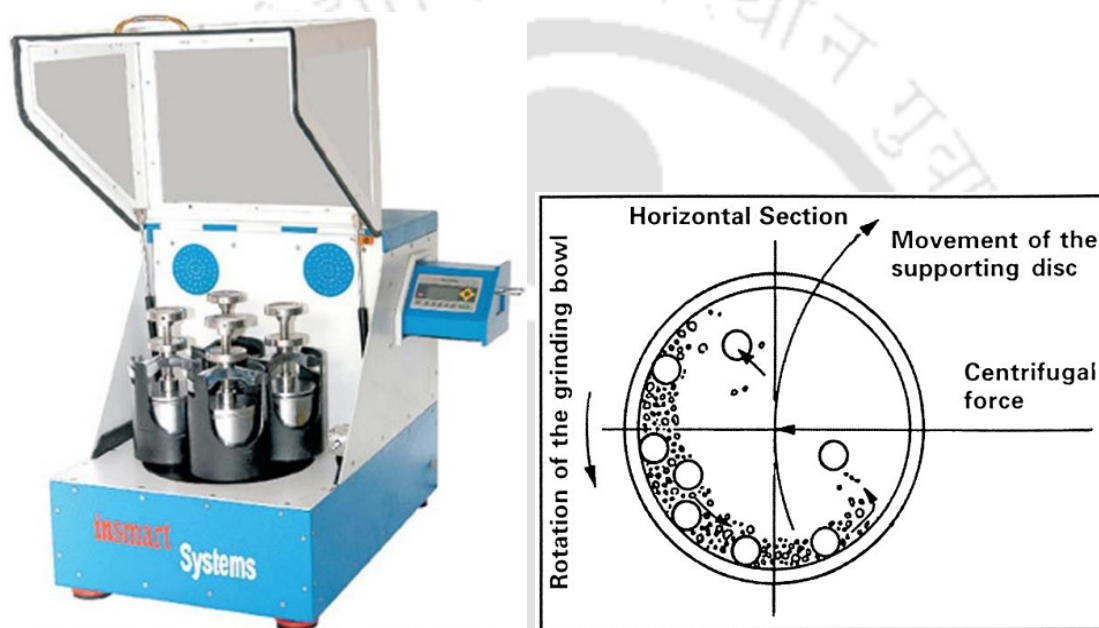 insmart
Systems
Horizontal Section
Movement of the
supporting disc
Centrifugal
force
Rotation of the grinding bowl